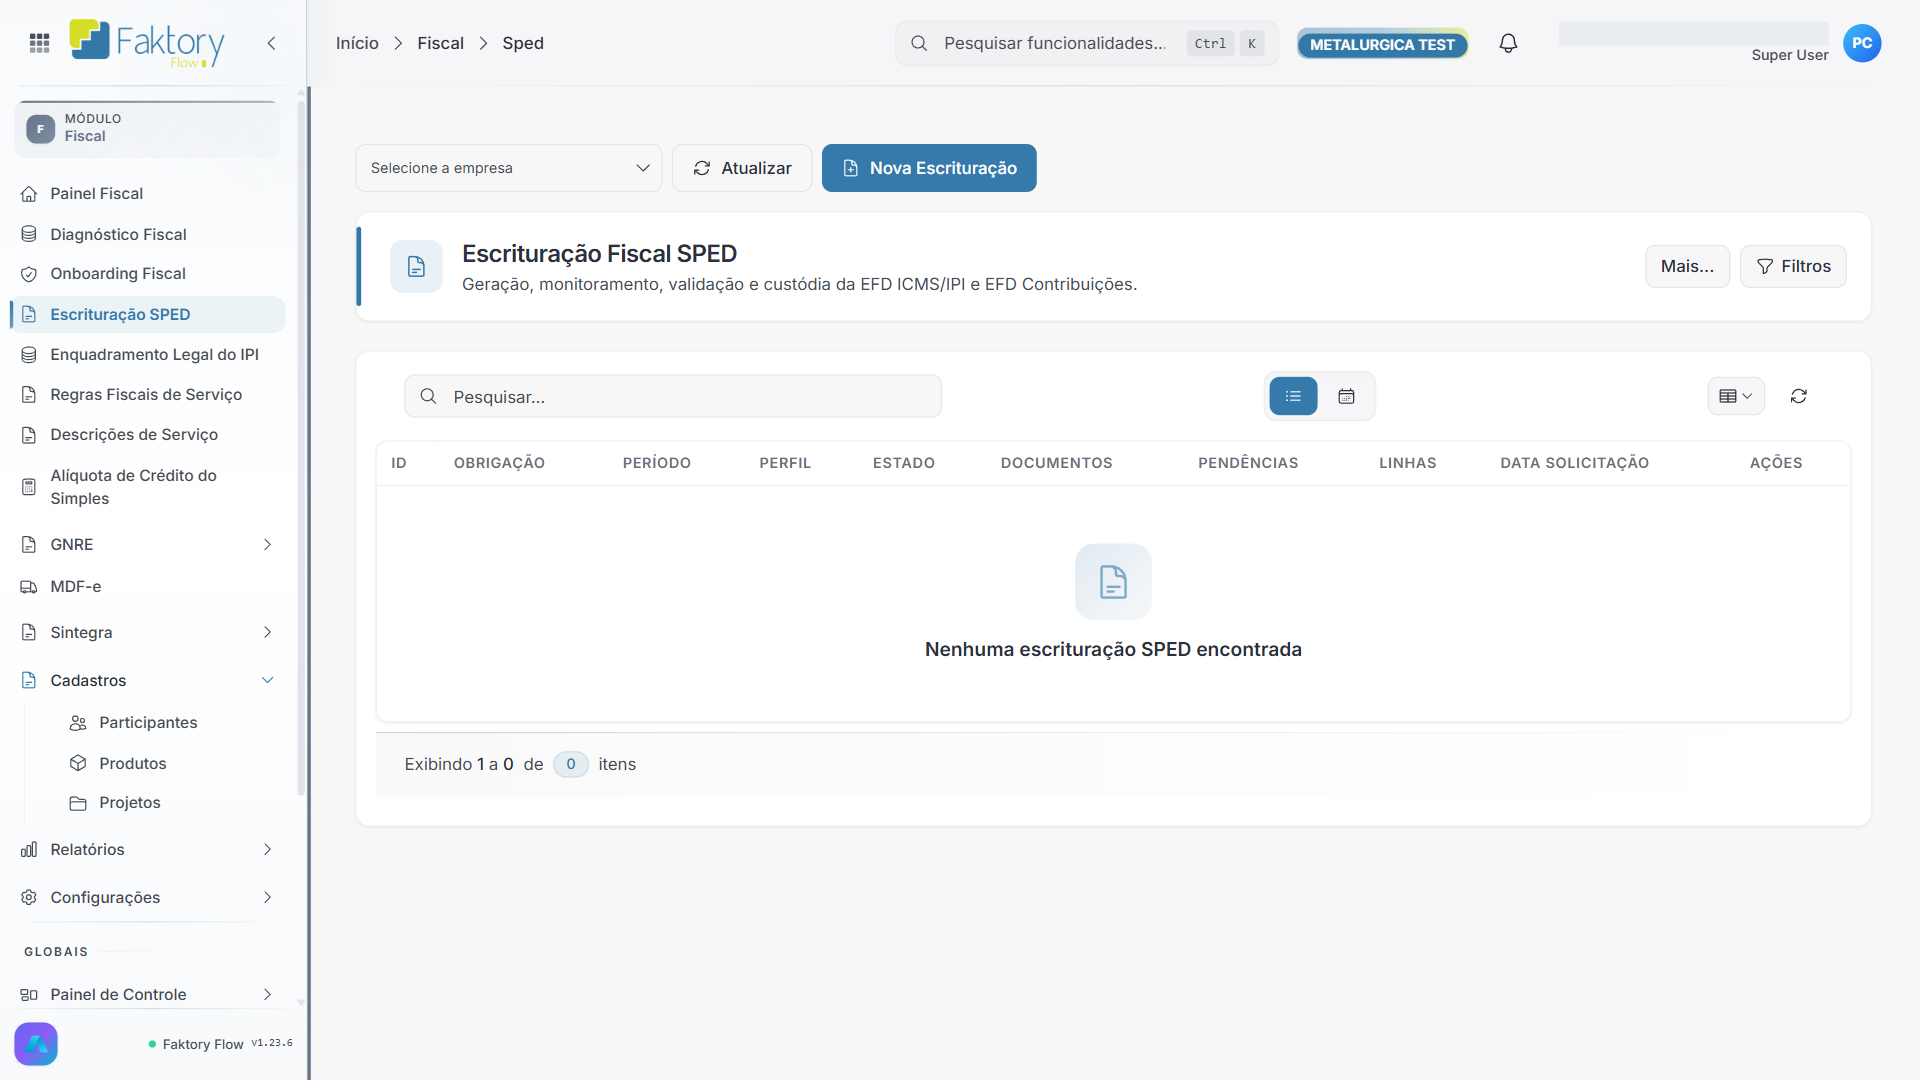 Faktory
Flow
Início > Fiscal > Sped
Pesquisar funcionalidades... Ctrl K
METALURGICA TEST
Super User
PC
F
MÓDULO
Fiscal
Painel Fiscal
Diagnóstico Fiscal
Onboarding Fiscal
Escrituração SPED
Enquadramento Legal do IPI
Regras Fiscais de Serviço
Descrições de Serviço
Alíquota de Crédito do
Simples
GNRE
MDF-e
Sintegra
Cadastros
Participantes
Produtos
Projetos
Relatórios
Configurações
GLOBAIS
Painel de Controle
Faktory Flow v1.23.6
Selecione a empresa
Atualizar
Nova Escrituração
Escrituração Fiscal SPED
Geração, monitoramento, validação e custódia da EFD ICMS/IPI e EFD Contribuições.
Mais...
Filtros
Pesquisar...
ID OBRIGAÇÃO PERÍODO PERFIL ESTADO DOCUMENTOS PENDÊNCIAS LINHAS DATA SOLICITAÇÃO AÇÕES
Nenhuma escrituração SPED encontrada
Exibindo 1 a 0 de 0 itens